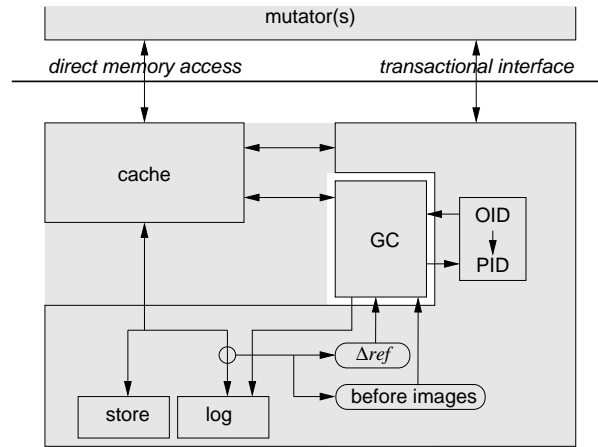 mutator(s)
direct memory access
transactional interface
cache
GC
OID
PID
Δref
before images
store
log